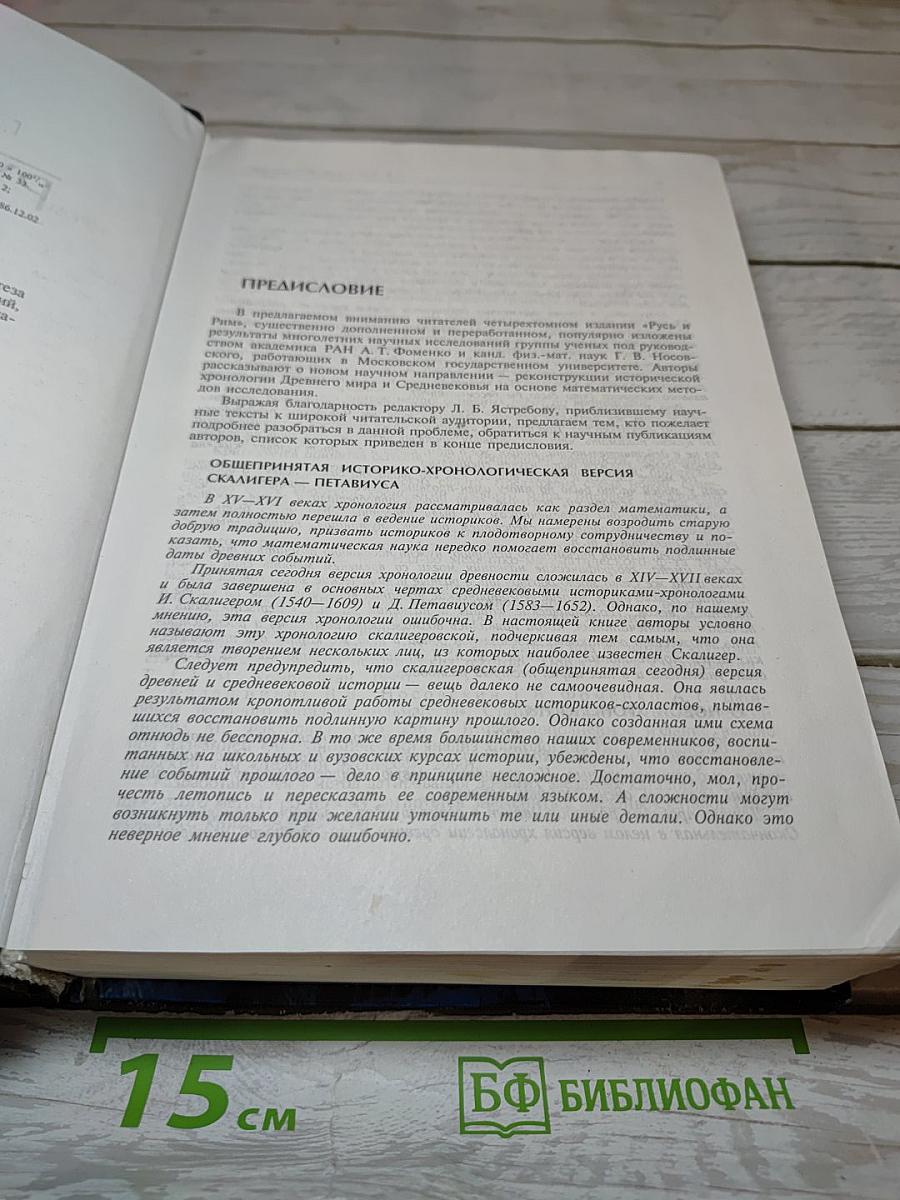 0 × 100 1/16
№ 33.
2;
86.12.02
теза
ий,
та-
ПРЕДИСЛОВИЕ
В предлагаемом вниманию читателей четырехтомном издании «Русь и
Рим», существенно дополненном и переработанном, популярно изложены
результаты многолетних научных исследований группы ученых под руковод-
ством академика РАН А. Т. Фоменко и канд. физ.-мат. наук Г. В. Носов-
ского, работающих в Московском государственном университете. Авторы
рассказывают о новом научном направлении — реконструкции исторической
хронологии Древнего мира и Средневековья на основе математических мето-
дов исследования.
Выражая благодарность редактору Л. Б. Ястребову, приблизившему науч-
ные тексты к широкой читательской аудитории, предлагаем тем, кто пожелает
подробнее разобраться в данной проблеме, обратиться к научным публикациям
авторов, список которых приведен в конце предисловия.
ОБЩЕПРИНЯТАЯ ИСТОРИКО-ХРОНОЛОГИЧЕСКАЯ ВЕРСИЯ
СКАЛИГЕРА — ПЕТАВИУСА
В XV—XVI веках хронология рассматривалась как раздел математики, а
затем полностью перешла в ведение историков. Мы намерены возродить старую
добрую традицию, призвать историков к плодотворному сотрудничеству и по-
казать, что математическая наука нередко помогает восстановить подлинные
даты древних событий.
Принятая сегодня версия хронологии древности сложилась в XIV—XVII веках
и была завершена в основных чертах средневековыми историками-хронологами
И. Скалигером (1540—1609) и Д. Петавиусом (1583—1652). Однако, по нашему
мнению, эта версия хронологии ошибочна. В настоящей книге авторы условно
называют эту хронологию скалигеровской, подчеркивая тем самым, что она
является творением нескольких лиц, из которых наиболее известен Скалигер.
Следует предупредить, что скалигеровская (общепринятая сегодня) версия
древней и средневековой истории — вещь далеко не самоочевидная. Она явилась
результатом кропотливой работы средневековых историков-схоластов, пытав-
шихся восстановить подлинную картину прошлого. Однако созданная ими схема
отнюдь не бесспорна. В то же время большинство наших современников, воспи-
танных на школьных и вузовских курсах истории, убеждены, что восстановле-
ние событий прошлого — дело в принципе несложное. Достаточно, мол, про-
честь летопись и пересказать ее современным языком. А сложности могут
возникнуть только при желании уточнить те или иные детали. Однако это
неверное мнение глубоко ошибочно.
15 см
БФ БИБЛИОФАН